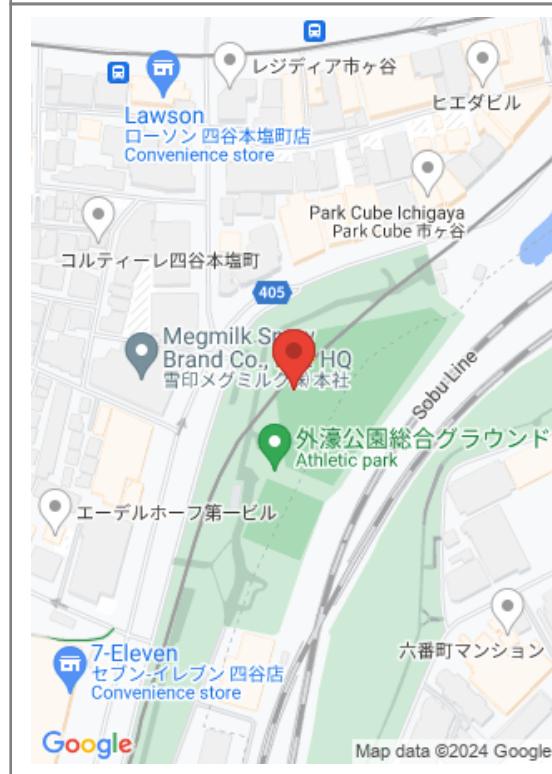 レジディア市ヶ谷
Lawson
ローソン 四谷本塩町店
Convenience store
ヒエダビル
Park Cube Ichigaya
Park Cube 市ヶ谷
コルティーレ四谷本塩町
405
Megmilk
Brand Co., HQ
雪印メグミルク㈱本社
Sobu Line
外濠公園総合グラウンド
Athletic park
エーデルホーフ第一ビル
六番町マンション
7-Eleven
セブン-イレブン 四谷店
Convenience store
Google
Map data ©2024 Google